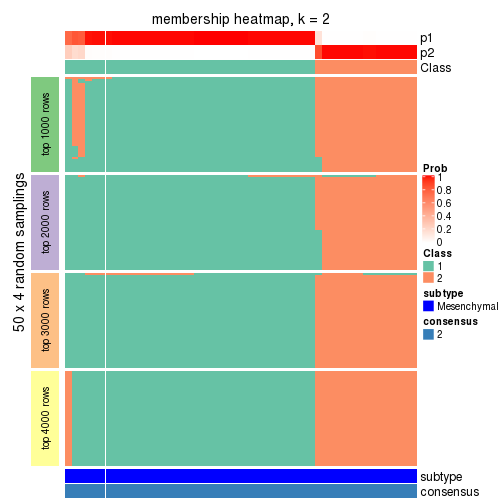 membership heatmap, k = 2
p1
p2
Class
50 x 4 random samplings
top 1000 rows
top 2000 rows
top 3000 rows
top 4000 rows
Prob
1
0.8
0.6
0.4
0.2
0
Class
1
2
subtype
Mesenchymal
consensus
2
subtype
consensus